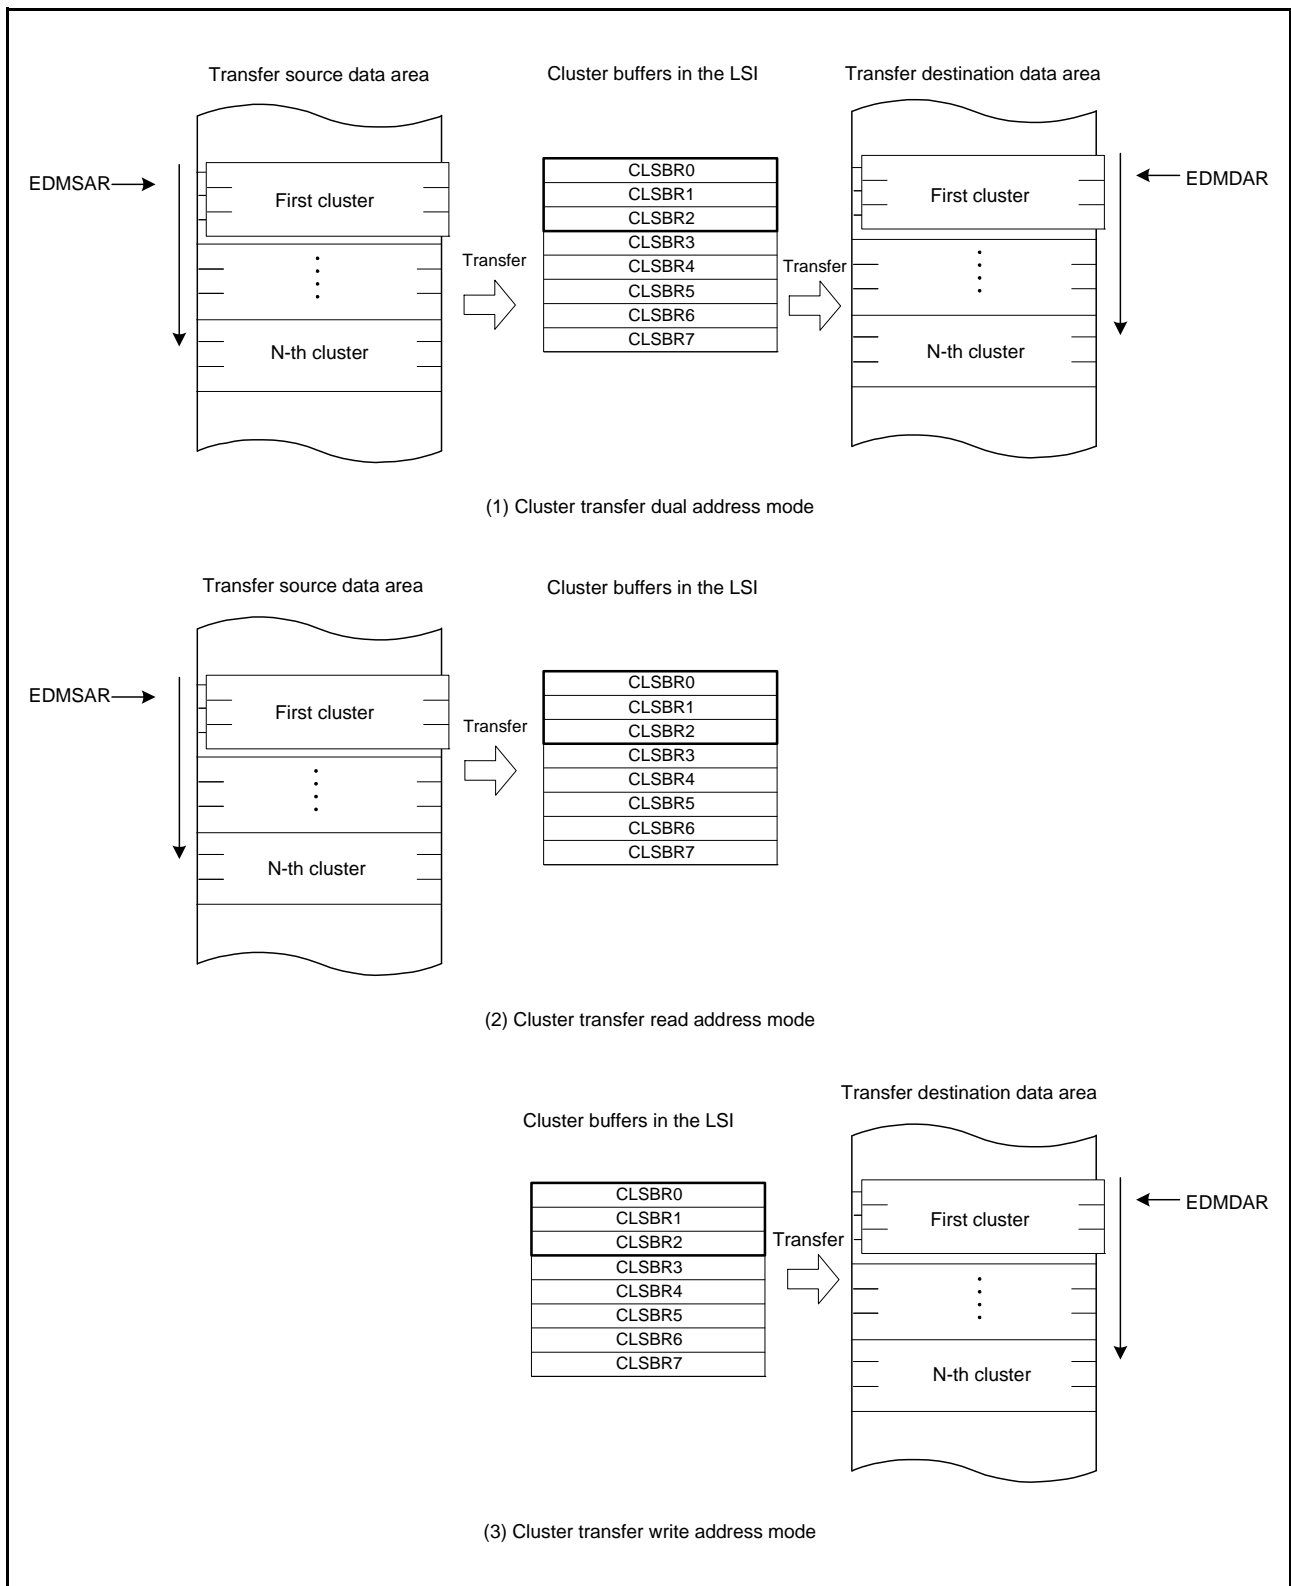 Transfer source data area
Cluster buffers in the LSI
Transfer destination data area
EDMSAR
First cluster
N-th cluster
Transfer
CLSBR0
CLSBR1
CLSBR2
CLSBR3
CLSBR4
CLSBR5
CLSBR6
CLSBR7
Transfer
First cluster
N-th cluster
EDMDAR
(1) Cluster transfer dual address mode
Transfer source data area
Cluster buffers in the LSI
EDMSAR
First cluster
N-th cluster
Transfer
CLSBR0
CLSBR1
CLSBR2
CLSBR3
CLSBR4
CLSBR5
CLSBR6
CLSBR7
(2) Cluster transfer read address mode
Cluster buffers in the LSI
Transfer destination data area
CLSBR0
CLSBR1
CLSBR2
CLSBR3
CLSBR4
CLSBR5
CLSBR6
CLSBR7
Transfer
First cluster
N-th cluster
EDMDAR
(3) Cluster transfer write address mode